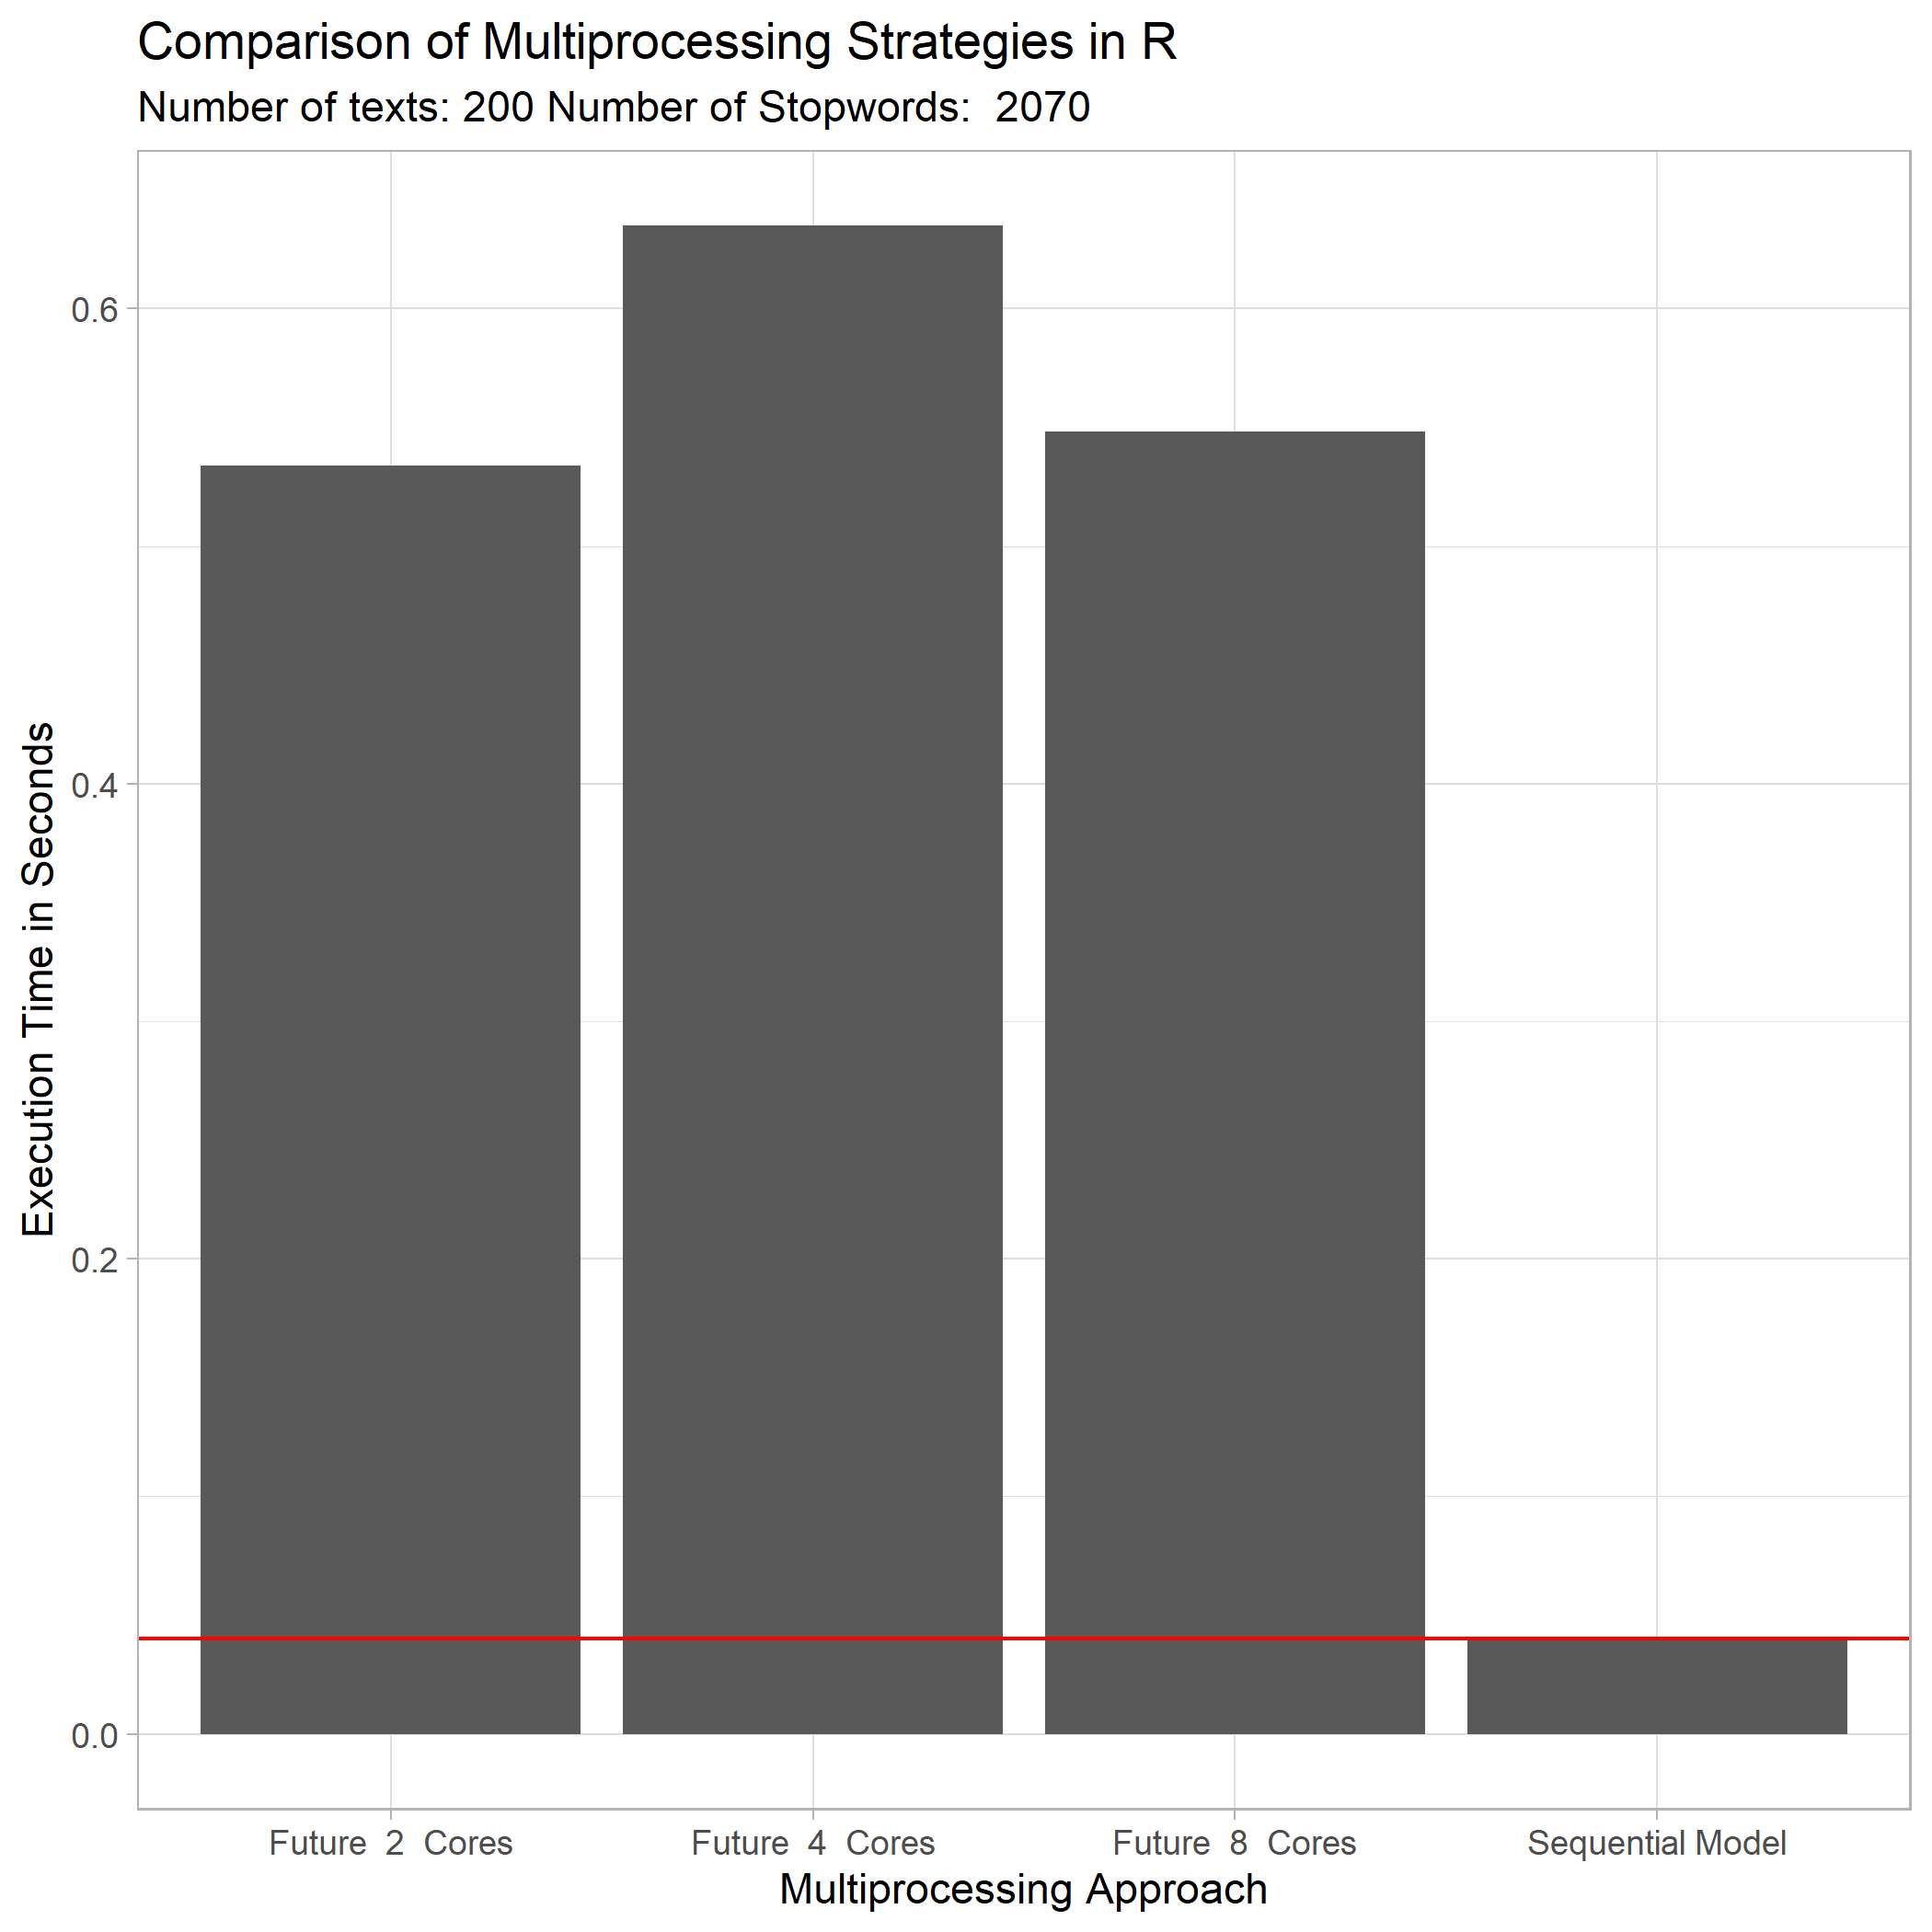 Comparison of Multiprocessing Strategies in R
Number of texts: 200 Number of Stopwords:  2070
Execution Time in Seconds
0.6
0.4
0.2
0.0
Future  2  Cores
Future  4  Cores
Future  8  Cores
Sequential Model
Multiprocessing Approach